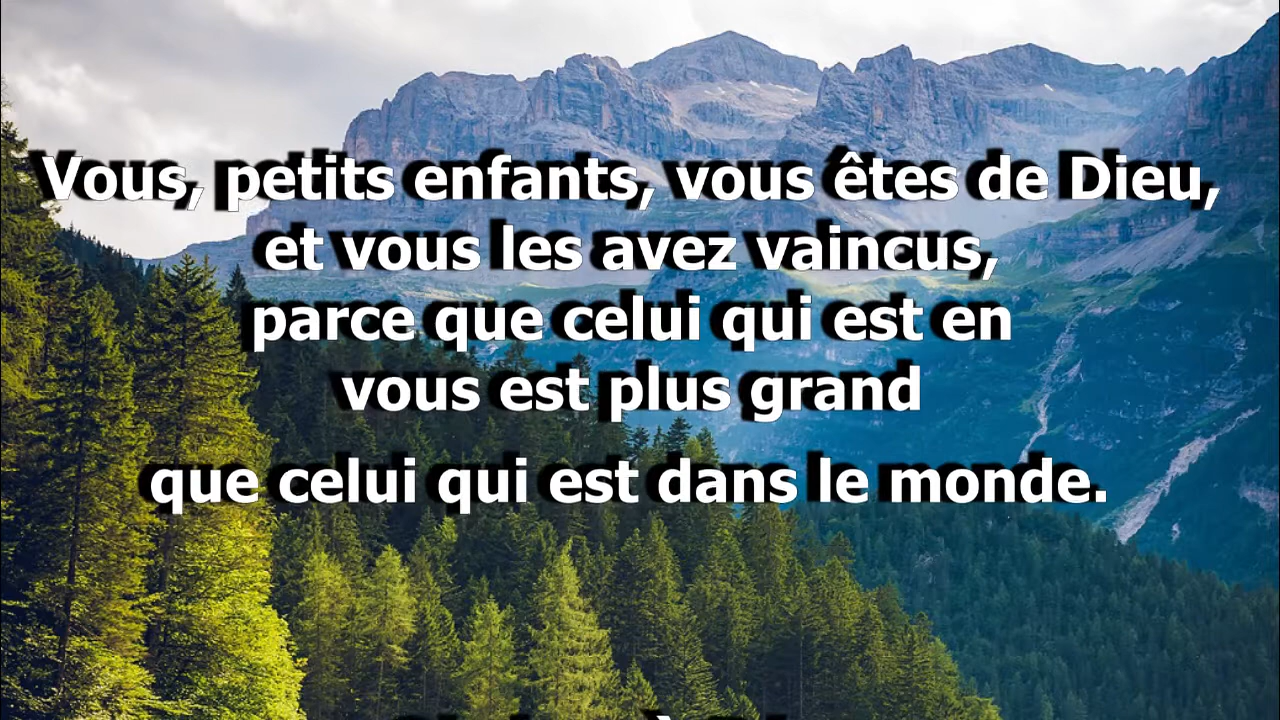 Vous, petits enfants, vous êtes de Dieu,
et vous les avez vaincus,
parce que celui qui est en
vous est plus grand
que celui qui est dans le monde.